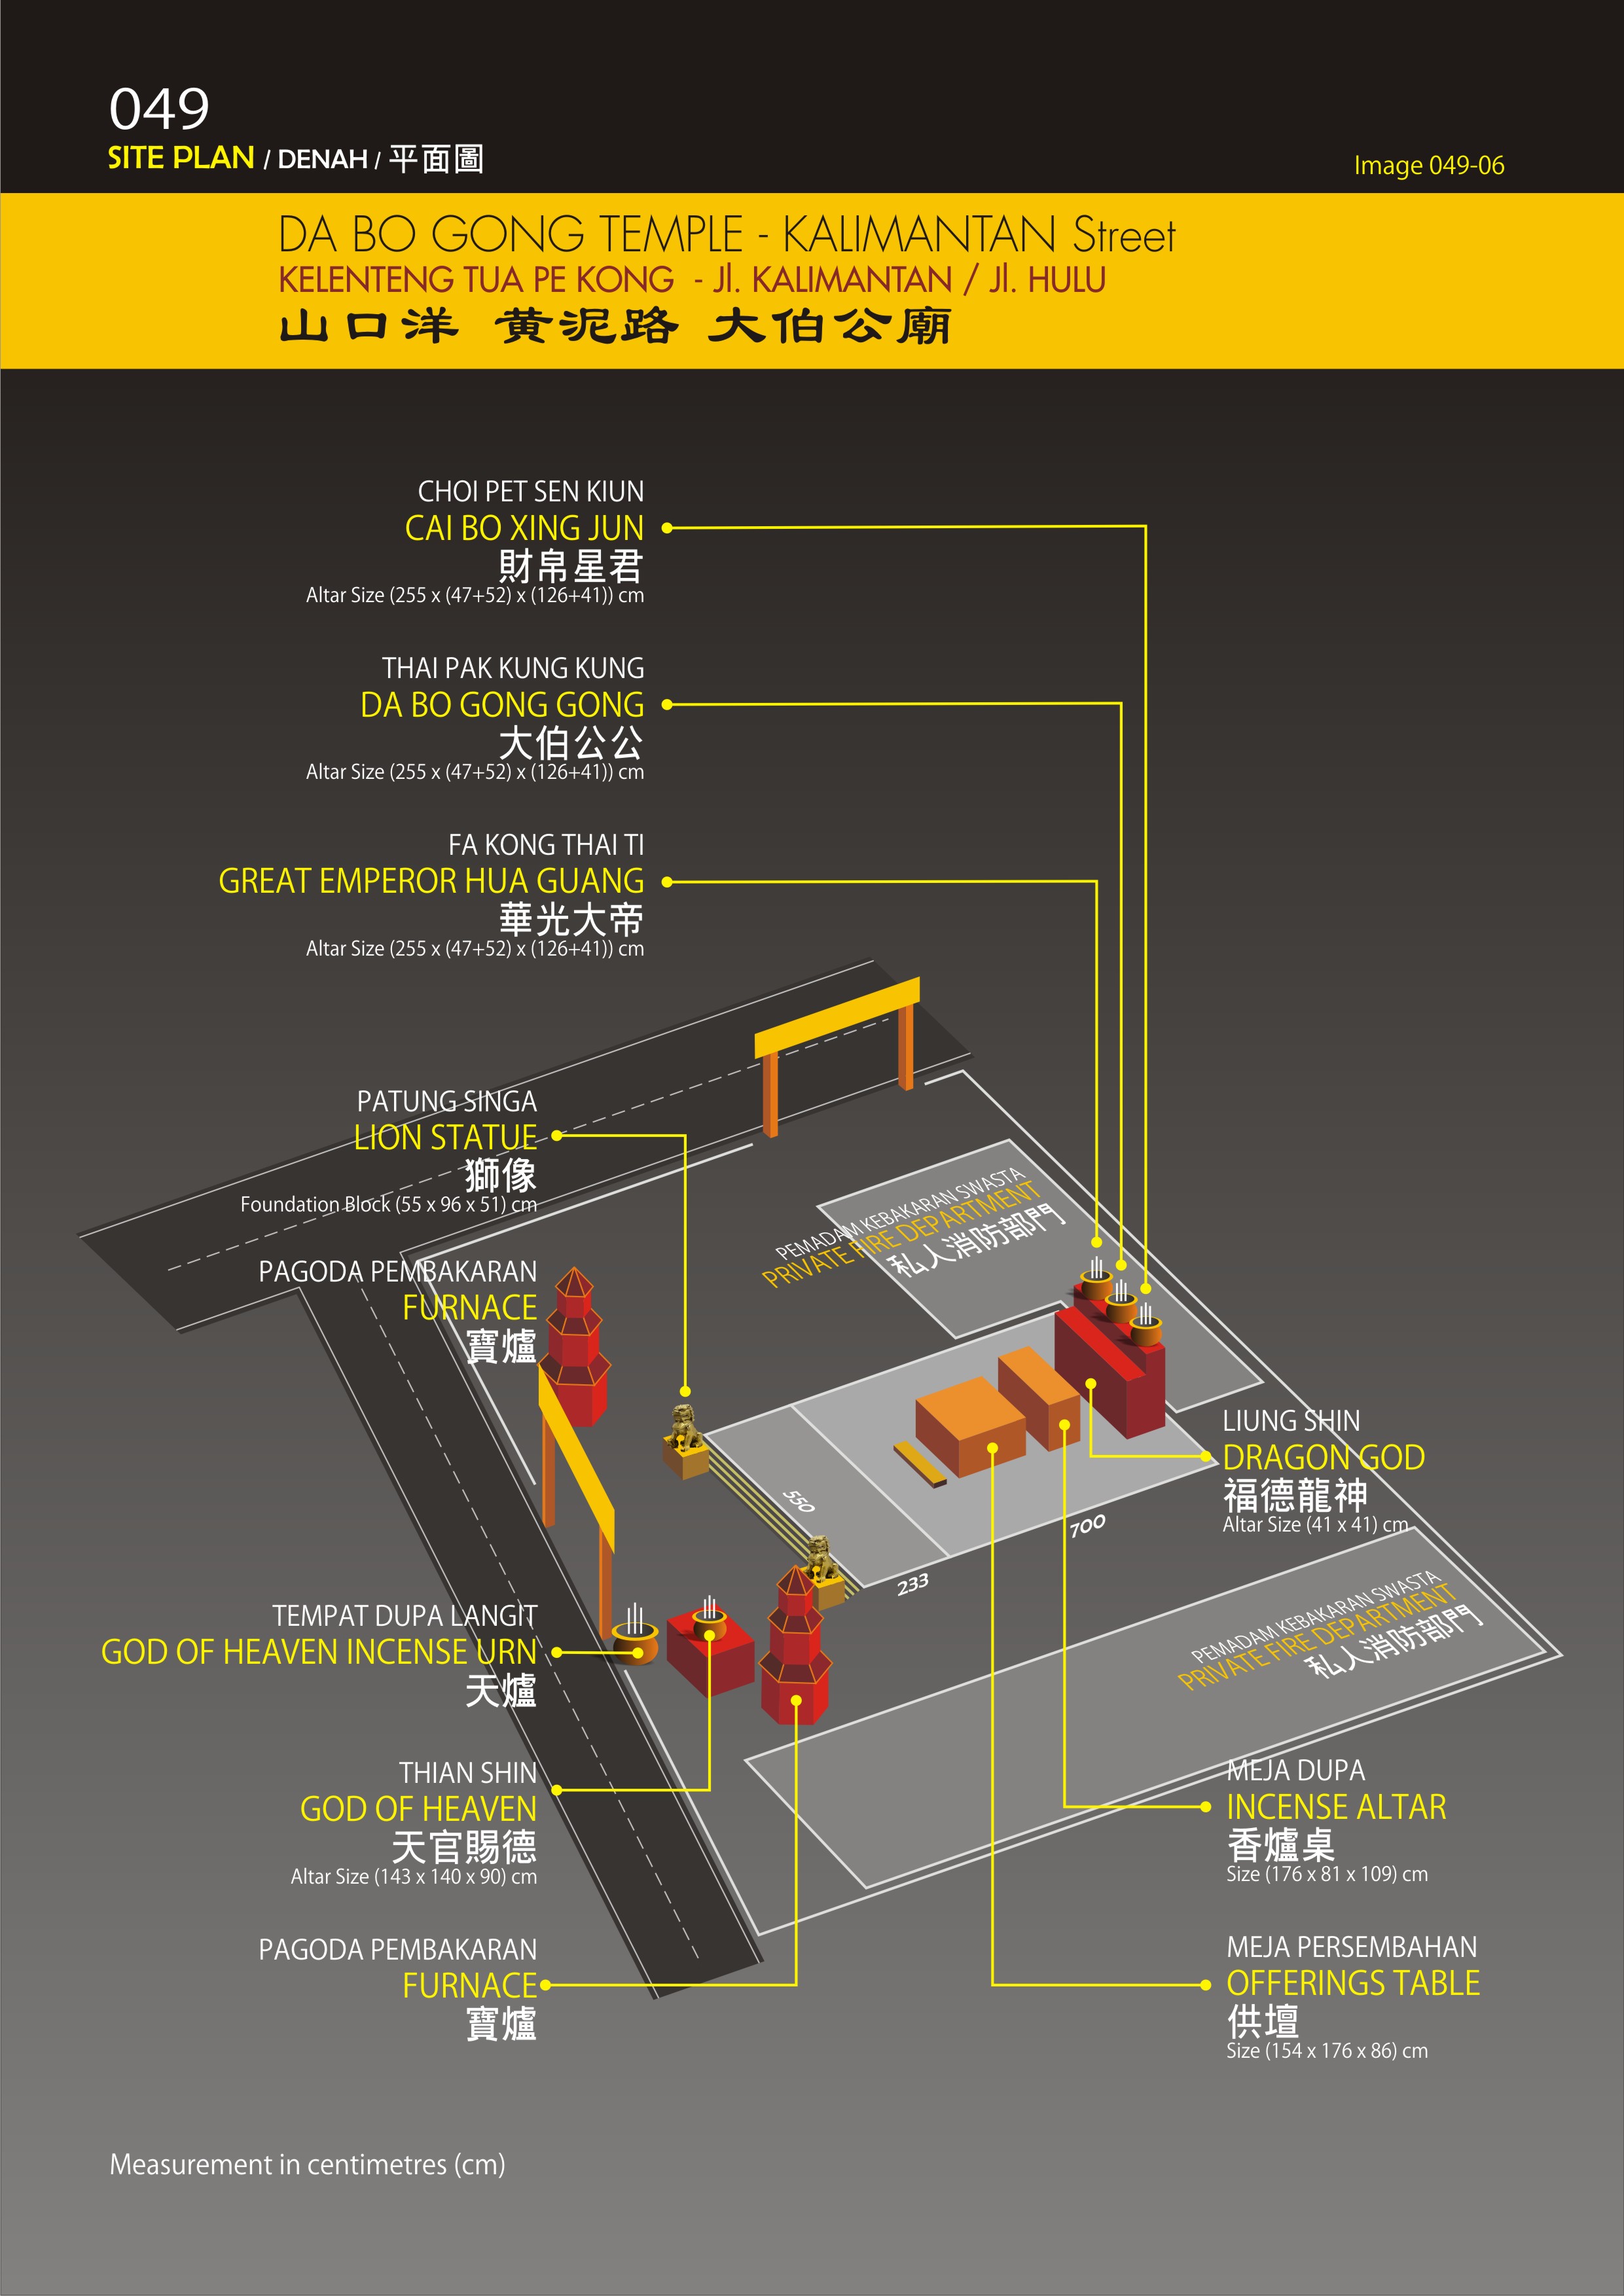 049
SITE PLAN / DENAH / 平面圖
Image 049-06
DA BO GONG TEMPLE - KALIMANTAN Street
KELENTENG TUA PE KONG - Jl. KALIMANTAN / Jl. HULU
山口洋 黄泥路 大伯公廟
CHOI PET SEN KIUN
CAI BO XING JUN
財帛星君
Altar Size (255 x (47+52) x (126+41)) cm
THAI PAK KUNG KUNG
DA BO GONG GONG
大伯公公
Altar Size (255 x (47+52) x (126+41)) cm
FA KONG THAI TI
GREAT EMPEROR HUA GUANG
華光大帝
Altar Size (255 x (47+52) x (126+41)) cm
PATUNG SINGA
LION STATUE
獅像
Foundation Block (55 x 96 x 51) cm
PEMADAM KEBAKARAN SWASTA
PRIVATE FIRE DEPARTMENT
私人消防部門
PAGODA PEMBAKARAN
FURNACE
寶爐
LIUNG SHIN
DRAGON GOD
福德龍神
Altar Size (41 x 41) cm
550
700
233
PEMADAM KEBAKARAN SWASTA
PRIVATE FIRE DEPARTMENT
私人消防部門
TEMPAT DUPA LANGIT
GOD OF HEAVEN INCENSE URN
天爐
THIAN SHIN
GOD OF HEAVEN
天官賜德
Altar Size (143 x 140 x 90) cm
MEJA DUPA
INCENSE ALTAR
香爐桌
Size (176 x 81 x 109) cm
PAGODA PEMBAKARAN
FURNACE
寶爐
MEJA PERSEMBAHAN
OFFERINGS TABLE
供壇
Size (154 x 176 x 86) cm
Measurement in centimetres (cm)